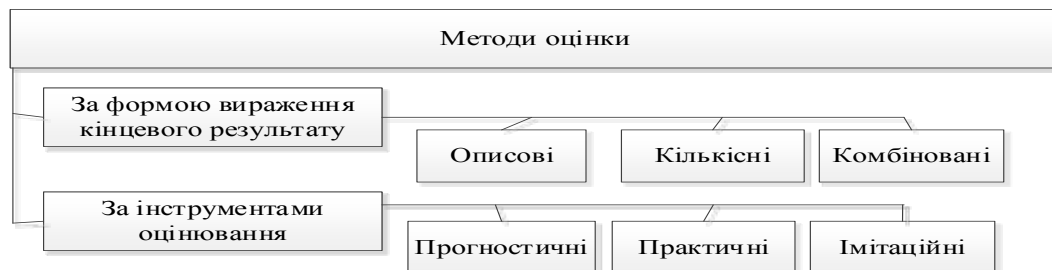 Методи оцінки
За формою вираження
кінцевого результату
Описові
Кількісні
Комбіновані
За інструментами
оцінювання
Прогностичні
Практичні
Імітаційні